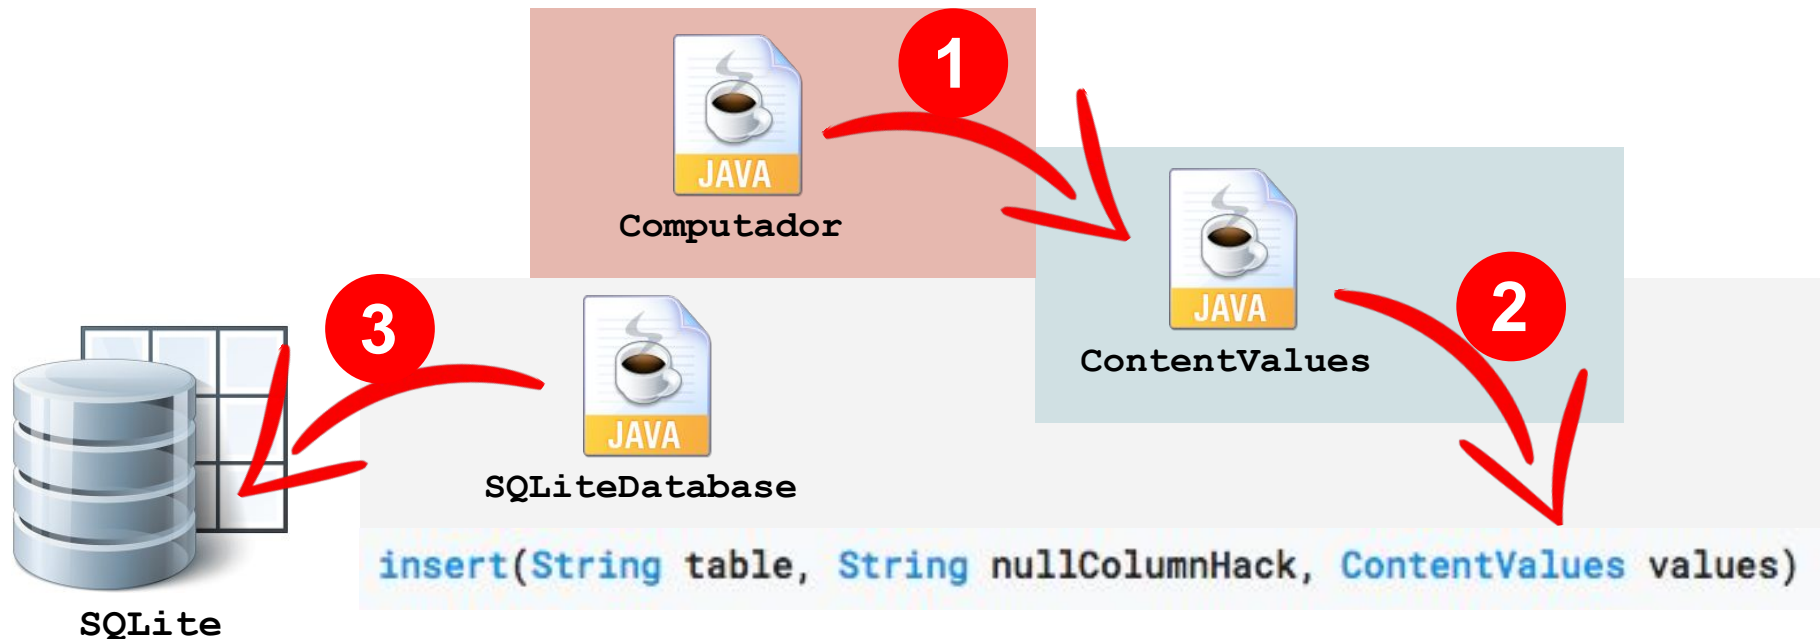 1
JAVA
Computador
2
JAVA
ContentValues
3
JAVA
SQLiteDatabase
insert(String table, String nullColumnHack, ContentValues values)
SQLite